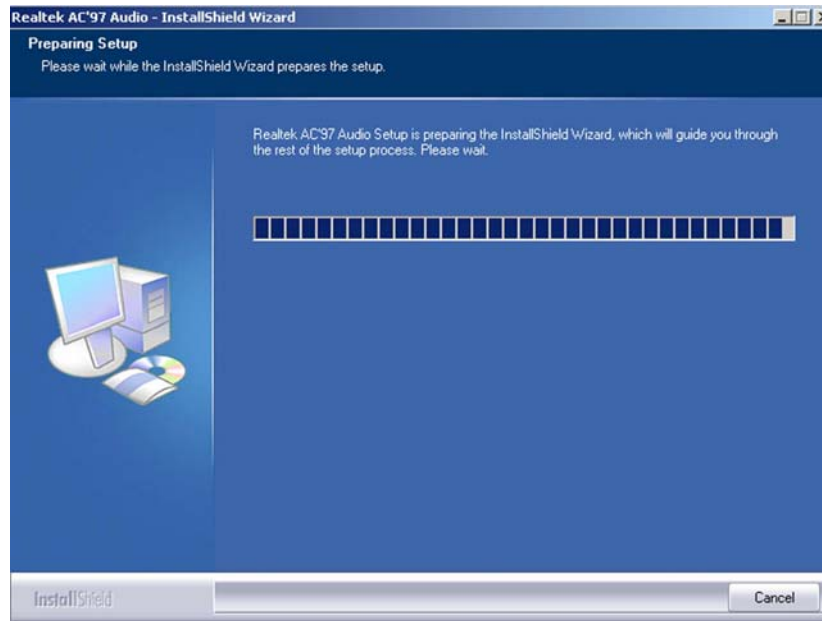 Realtek AC'97 Audio - InstallShield Wizard
Preparing Setup
Please wait while the InstallShield Wizard prepares the setup.
Realtek AC'97 Audio Setup is preparing the InstallShield Wizard, which will guide you through
the rest of the setup process. Please wait.
InstallShield
Cancel